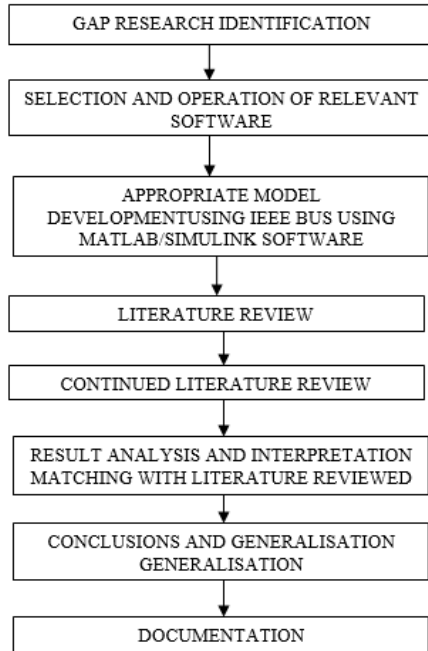 GAP RESEARCH IDENTIFICATION
SELECTION AND OPERATION OF RELEVANT
SOFTWARE
APPROPRIATE MODEL
DEVELOPMENTUSING IEEE BUS USING
MATLAB/SIMULINK SOFTWARE
LITERATURE REVIEW
CONTINUED LITERATURE REVIEW
RESULT ANALYSIS AND INTERPRETATION
MATCHING WITH LITERATURE REVIEWED
CONCLUSIONS AND GENERALISATION
GENERALISATION
DOCUMENTATION